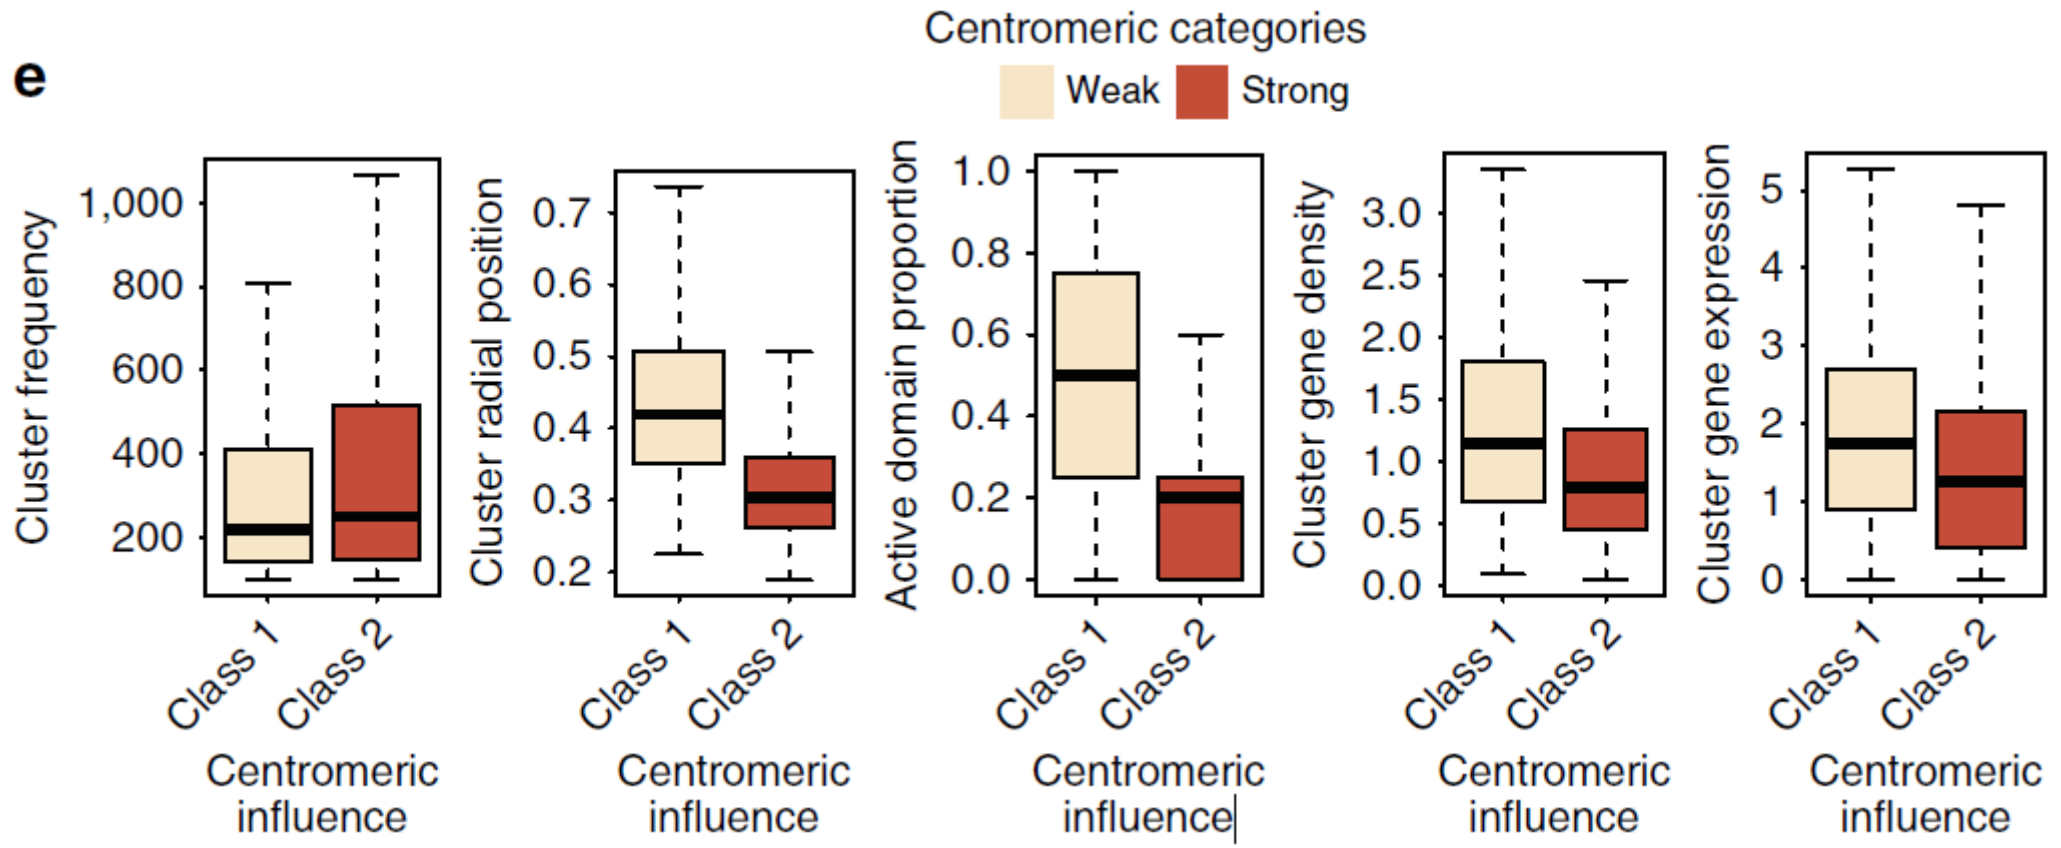 e
Centromeric categories
Weak
Strong
Cluster frequency
1,000
800
600
400
200
Class 1
Class 2
Centromeric
influence
Cluster radial position
0.7
0.6
0.5
0.4
0.3
0.2
Class 1
Class 2
Centromeric
influence
Active domain proportion
1.0
0.8
0.6
0.4
0.2
0.0
Class 1
Class 2
Centromeric
influence
Cluster gene density
3.0
2.5
2.0
1.5
1.0
0.5
0.0
Class 1
Class 2
Centromeric
influence
Cluster gene expression
5
4
3
2
1
0
Class 1
Class 2
Centromeric
influence